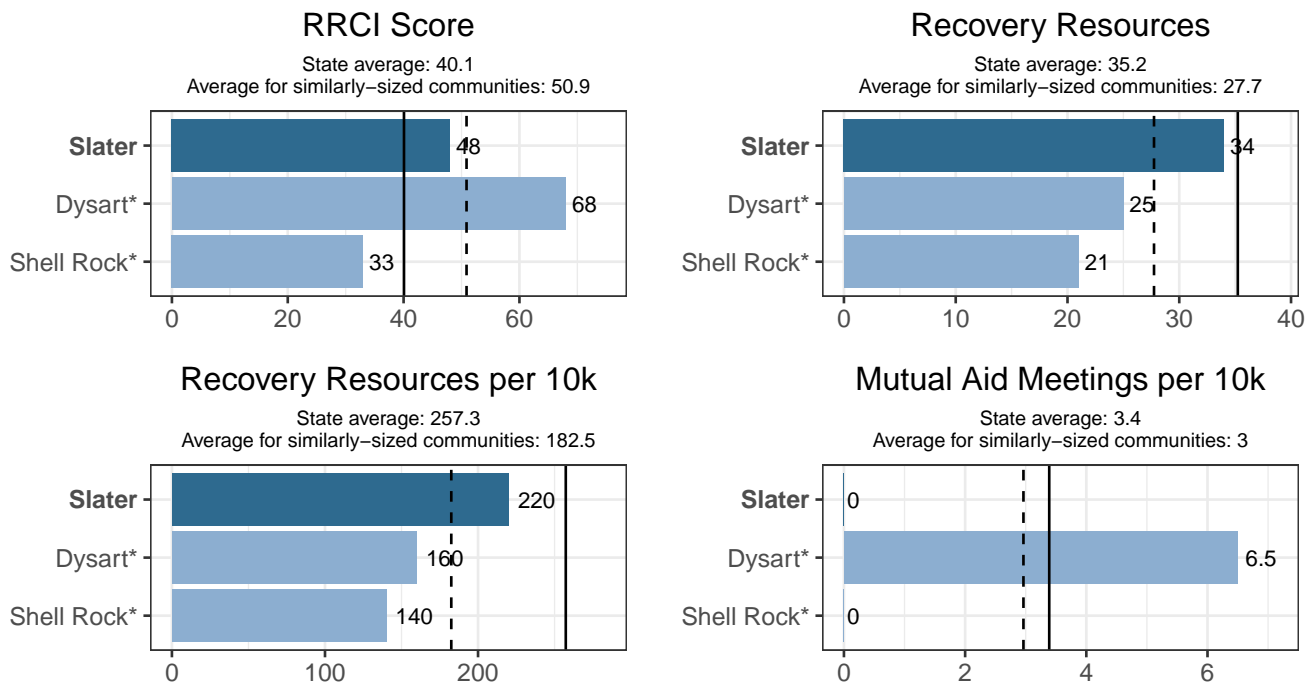 RRCI Score
State average: 40.1
Average for similarly−sized communities: 50.9
Slater
48
Dysart*
68
Shell Rock*
33
0 20 40 60
Recovery Resources
State average: 35.2
Average for similarly−sized communities: 27.7
Slater
34
Dysart*
25
Shell Rock*
21
0 10 20 30 40
Recovery Resources per 10k
State average: 257.3
Average for similarly−sized communities: 182.5
Slater
220
Dysart*
160
Shell Rock*
140
0 100 200
Mutual Aid Meetings per 10k
State average: 3.4
Average for similarly−sized communities: 3
Slater
0
Dysart*
6.5
Shell Rock*
0
0 2 4 6